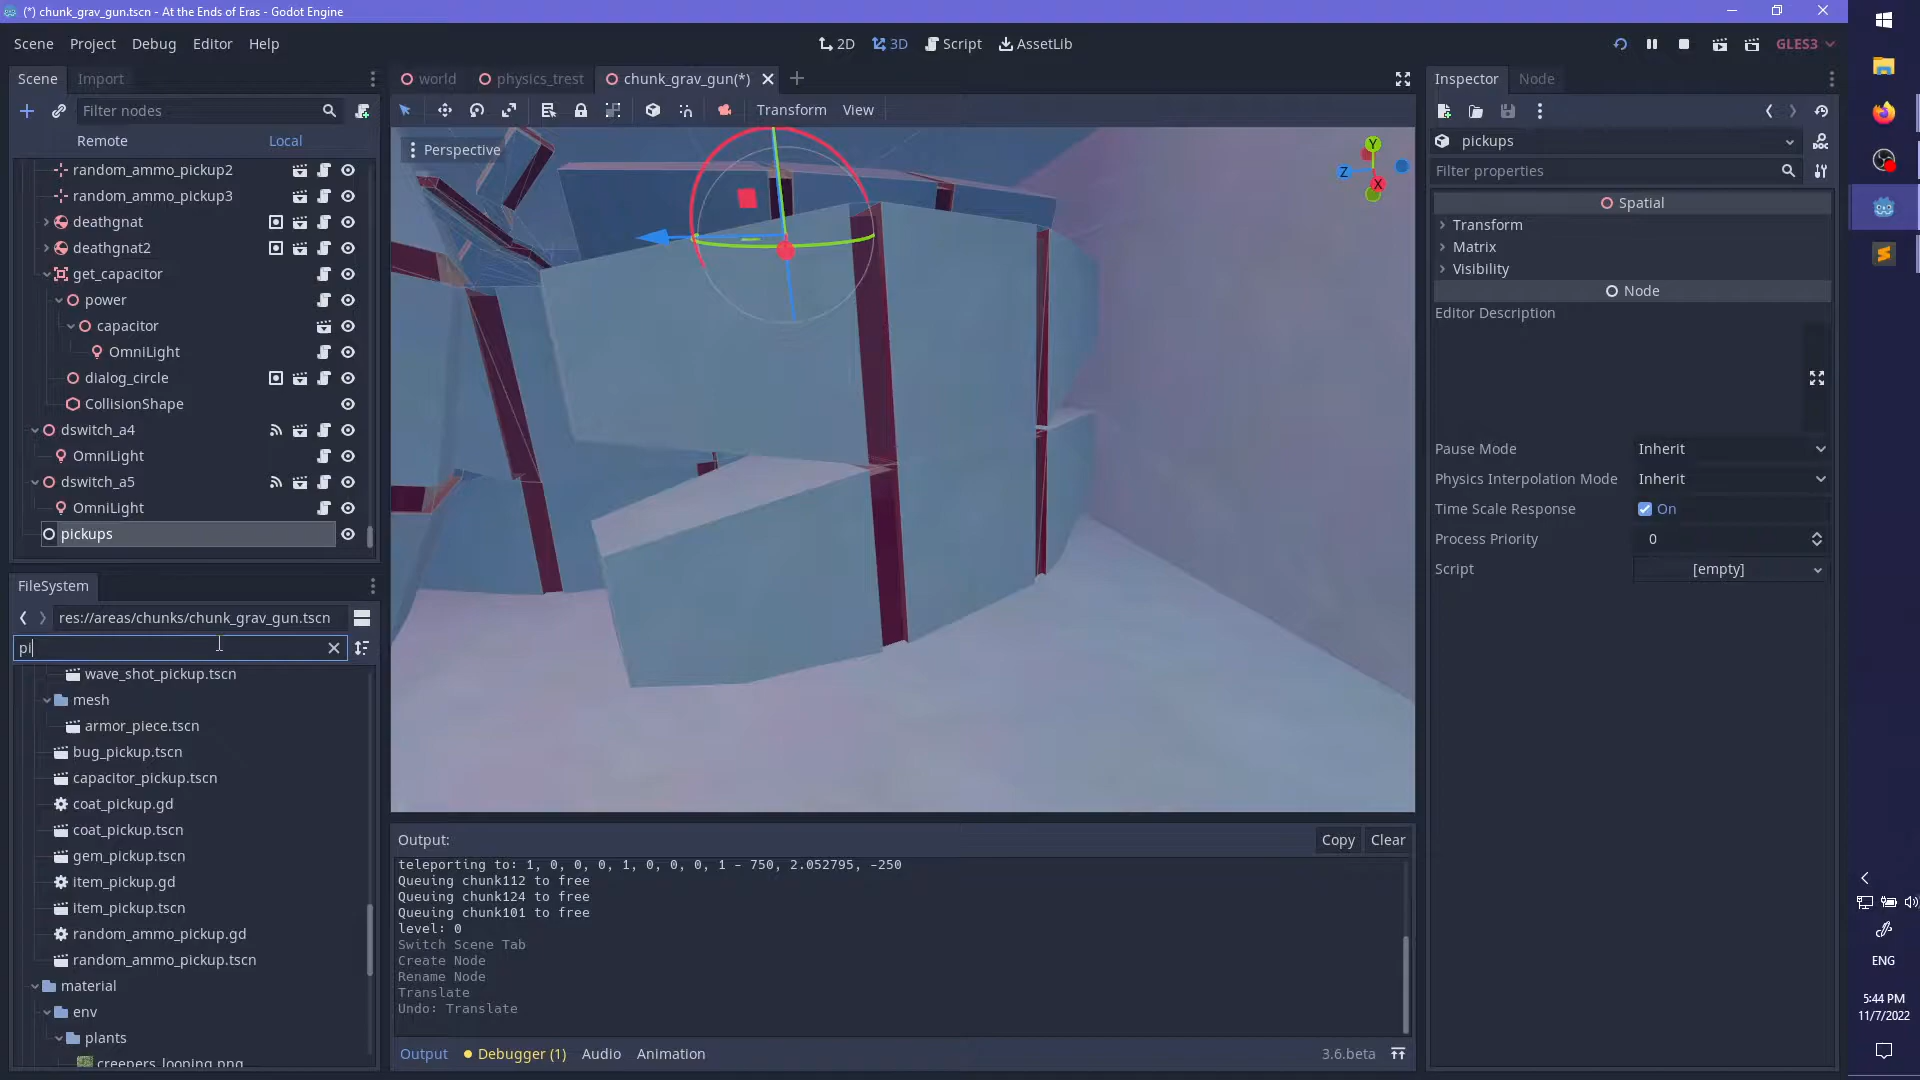 (*) chunk_grav_gun.tscn - At the Ends of Eras - Godot Engine
Scene Project Debug Editor Help
2D 3D Script AssetLib
GLES3
Scene Import
Filter nodes
Remote Local
random_ammo_pickup2
random_ammo_pickup3
deathgnat
deathgnat2
get_capacitor
power
capacitor
OmniLight
dialog_circle
CollisionShape
dswitch_a4
OmniLight
dswitch_a5
OmniLight
pickups
FileSystem
res://areas/chunks/chunk_grav_gun.tscn
pi
wave_shot_pickup.tscn
mesh
armor_piece.tscn
bug_pickup.tscn
capacitor_pickup.tscn
coat_pickup.gd
coat_pickup.tscn
gem_pickup.tscn
item_pickup.gd
item_pickup.tscn
random_ammo_pickup.gd
random_ammo_pickup.tscn
material
env
plants
creepers_looping.png
world physics_trest chunk_grav_gun(*)
Transform View
Perspective
Y
Z
X
Output: Copy Clear
teleporting to: 1, 0, 0, 0, 1, 0, 0, 0, 1 - 750, 2.052795, -250
Queuing chunk112 to free
Queuing chunk124 to free
Queuing chunk101 to free
level: 0
Switch Scene Tab
Create Node
Rename Node
Translate
Undo: Translate
Output Debugger (1) Audio Animation 3.6.beta
Inspector Node
pickups
DOC
Filter properties
Spatial
Transform
Matrix
Visibility
Node
Editor Description
Pause Mode Inherit
Physics Interpolation Mode Inherit
Time Scale Response On
Process Priority 0
Script [empty]
ENG
5:44 PM
11/7/2022